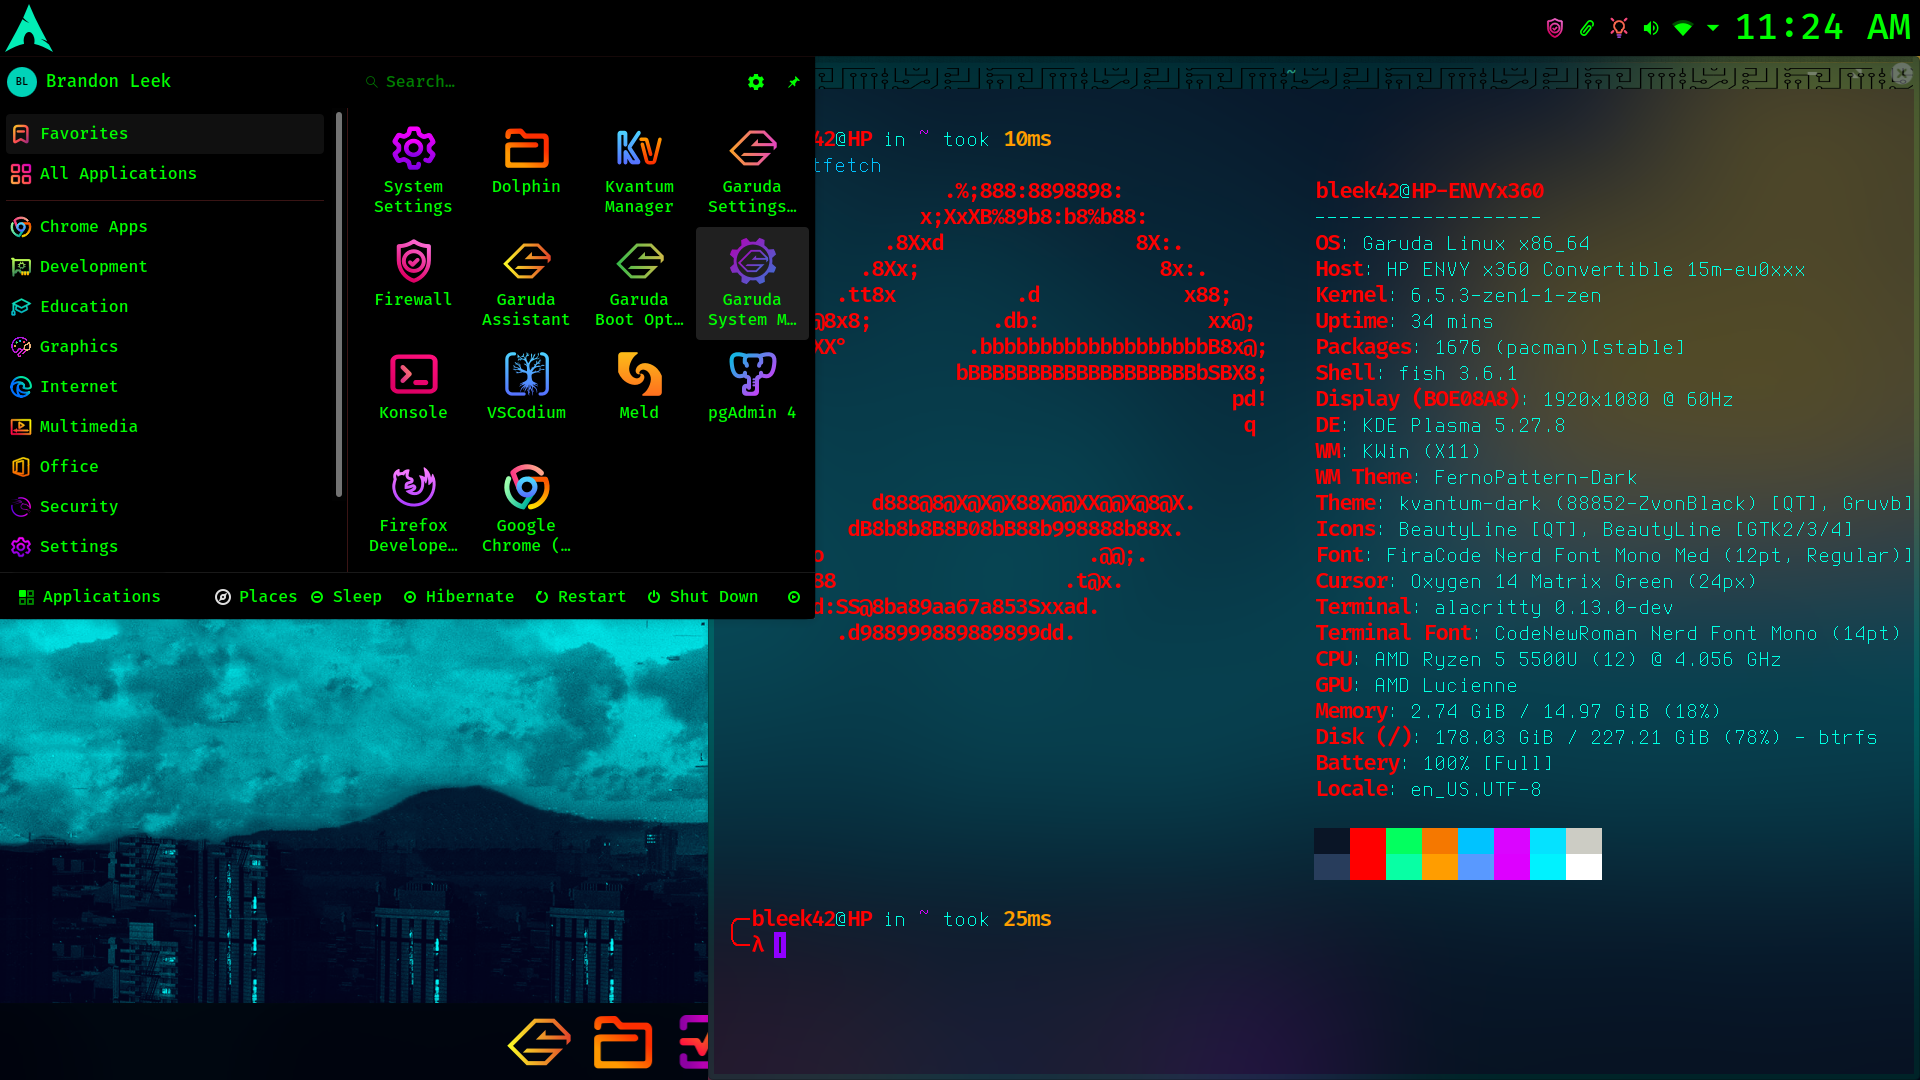 11:24 AM
BL Brandon Leek
Search...
Favorites
All Applications
Chrome Apps
Development
Education
Graphics
Internet
Multimedia
Office
Security
Settings
System Settings
Dolphin
Kvantum Manager
Garuda Settings…
Firewall
Garuda Assistant
Garuda Boot Opt…
Garuda System M…
Konsole
VSCodium
Meld
pgAdmin 4
Firefox Develope…
Google Chrome (…
Applications
Places
Sleep
Hibernate
Restart
Shut Down
~
42@HP in ~ took 10ms
tfetch
.%;888:8898898:
x;XxXB%89b8:b8%b88:
.8Xxd 8X:.
.8Xx; 8x:.
.tt8x .d x88;
@8x8; .db: xx@;
XX° .bbbbbbbbbbbbbbbbbbbB8x@;
bBBBBBBBBBBBBBBBBBBBbSBX8;
pd!
q
d888@8@X@X@X88X@@XX@@X@8@X.
dB8b8b8B8B08bB88b998888b88x.
o .@@;.
88 .t@x.
d:SS@8ba89aa67a853Sxxad.
.d988999889889899dd.
bleek42@HP-ENVYx360
-------------------
OS: Garuda Linux x86_64
Host: HP ENVY x360 Convertible 15m-eu0xxx
Kernel: 6.5.3-zen1-1-zen
Uptime: 34 mins
Packages: 1676 (pacman)[stable]
Shell: fish 3.6.1
Display (BOE08A8): 1920x1080 @ 60Hz
DE: KDE Plasma 5.27.8
WM: KWin (X11)
WM Theme: FernoPattern-Dark
Theme: kvantum-dark (88852-ZvonBlack) [QT], Gruvb]
Icons: BeautyLine [QT], BeautyLine [GTK2/3/4]
Font: FiraCode Nerd Font Mono Med (12pt, Regular)]
Cursor: Oxygen 14 Matrix Green (24px)
Terminal: alacritty 0.13.0-dev
Terminal Font: CodeNewRoman Nerd Font Mono (14pt)
CPU: AMD Ryzen 5 5500U (12) @ 4.056 GHz
GPU: AMD Lucienne
Memory: 2.74 GiB / 14.97 GiB (18%)
Disk (/): 178.03 GiB / 227.21 GiB (78%) - btrfs
Battery: 100% [Full]
Locale: en_US.UTF-8
bleek42@HP in ~ took 25ms
λ